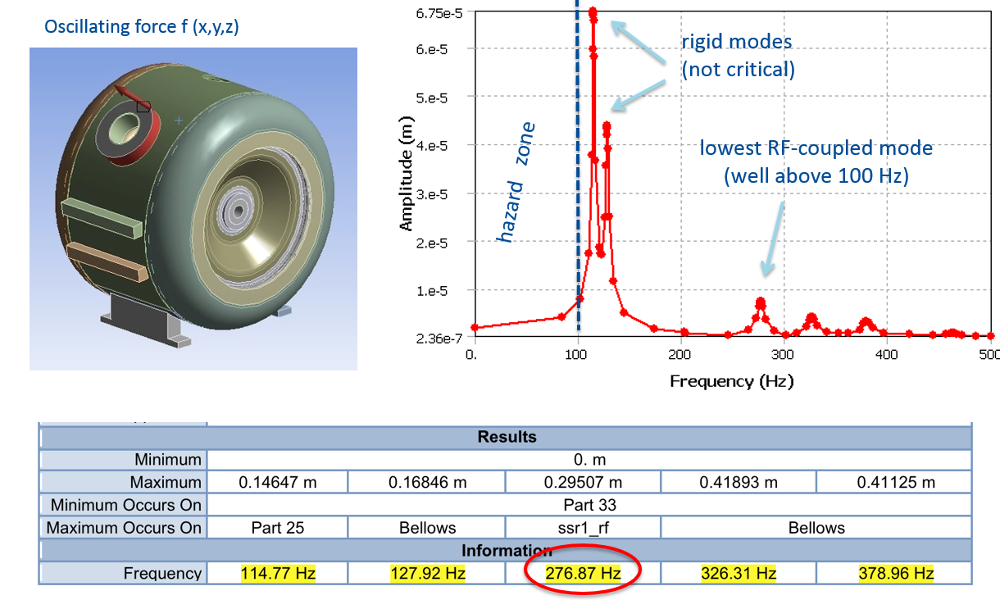 Oscillating force f (x,y,z)
D
Amplitude (m)
6.75e-5
6.e-5
5.e-5
4.e-5
3.e-5
2.e-5
1.e-5
2.36e-7
hazard zone
rigid modes
(not critical)
lowest RF-coupled mode
(well above 100 Hz)
0. 100 200 300 400 500
Frequency (Hz)
Results
Minimum 0. m
Maximum 0.14647 m 0.16846 m 0.29507 m 0.41893 m 0.41125 m
Minimum Occurs On Part 33
Maximum Occurs On Part 25 Bellows ssr1_rf Bellows
Information
Frequency 114.77 Hz 127.92 Hz 276.87 Hz 326.31 Hz 378.96 Hz